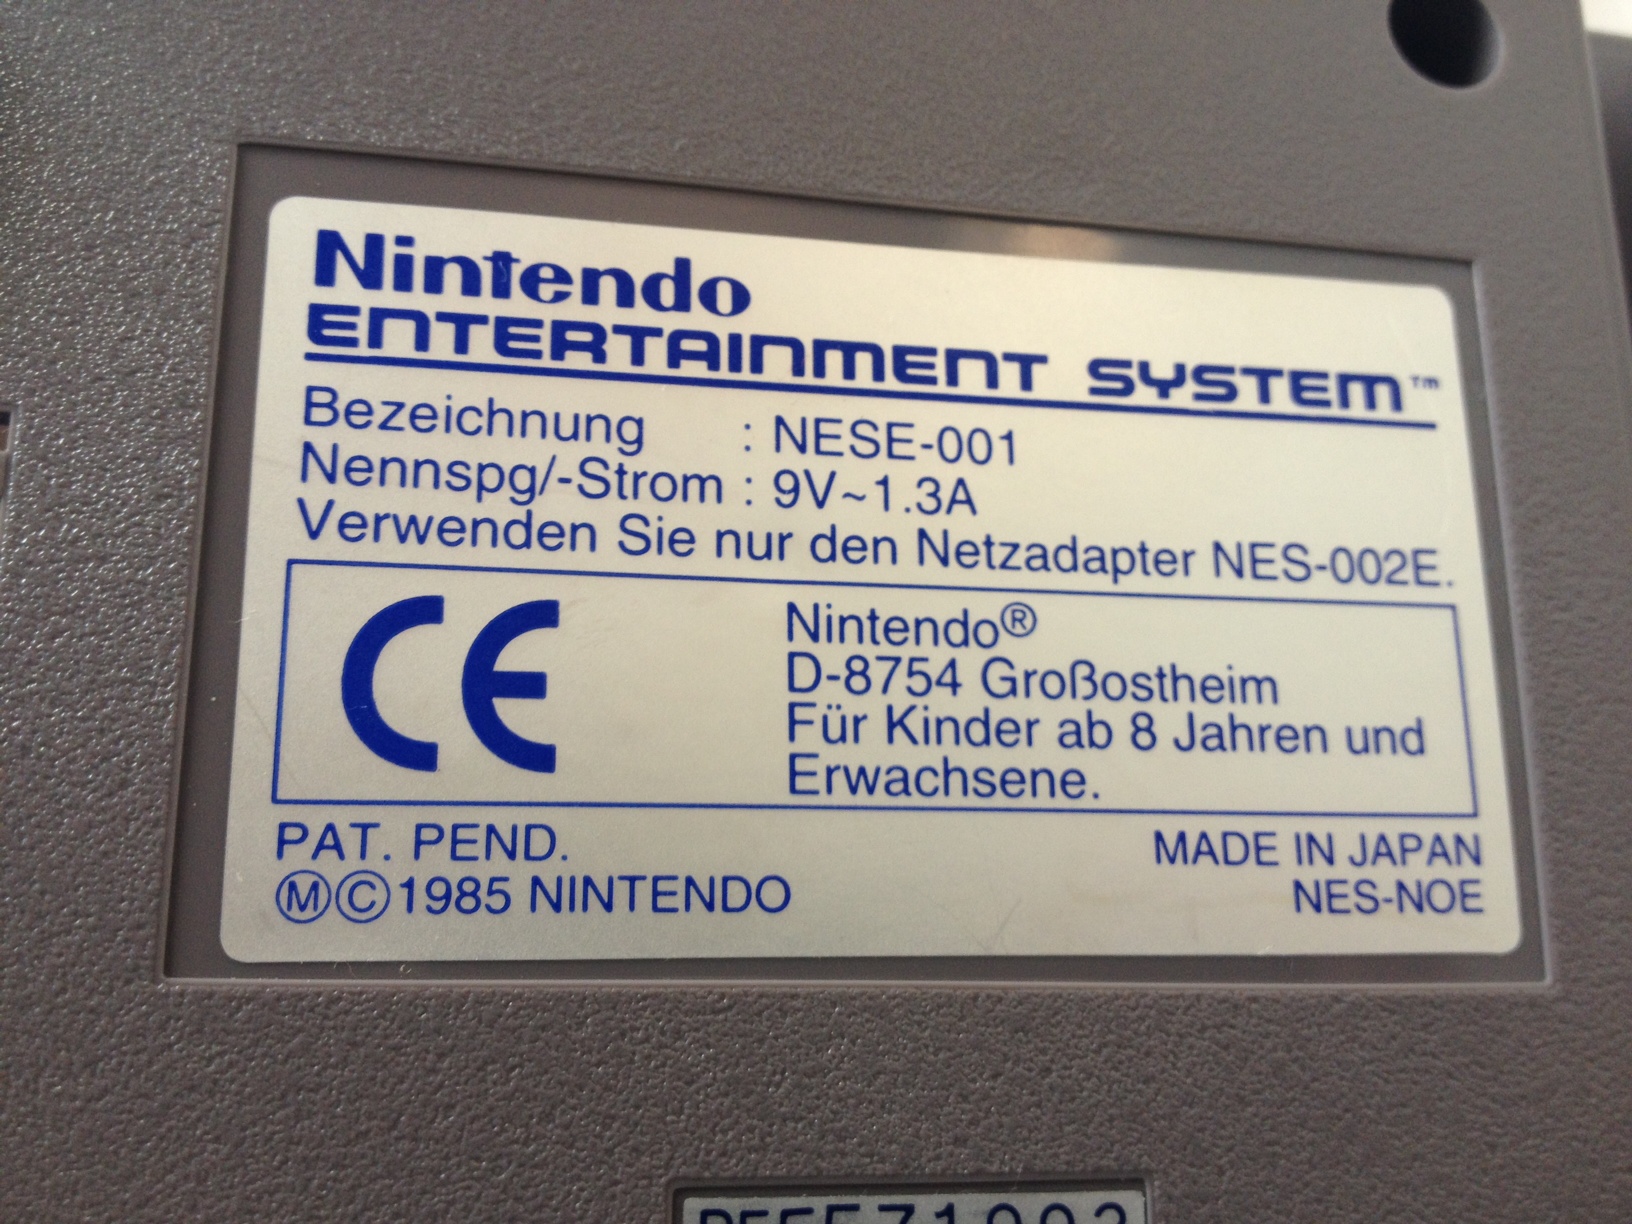 Nintendo
ENTERTAINMENT SYSTEM™
Bezeichnung : NESE-001
Nennspg/-Strom : 9V~1.3A
Verwenden Sie nur den Netzadapter NES-002E.
CE
Nintendo®
D-8754 Großostheim
Für Kinder ab 8 Jahren und
Erwachsene.
PAT. PEND.
ⓂⒸ1985 NINTENDO
MADE IN JAPAN
NES-NOE